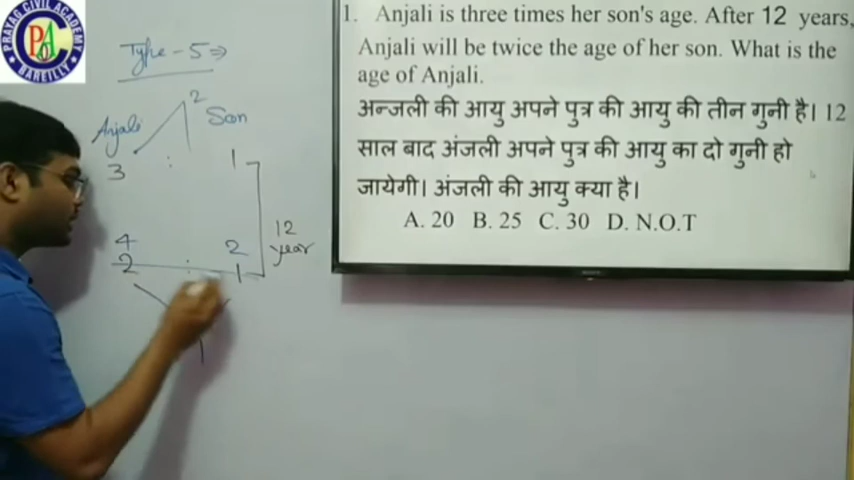 PRAYAG CIVIL ACADEMY
PCA
BAREILLY
Type - 5 ⇒
2
Anjali Son
3 : 1
12
year
4 2
2 : 1
1. Anjali is three times her son's age. After 12 years,
Anjali will be twice the age of her son. What is the
age of Anjali.
अन्जली की आयु अपने पुत्र की आयु की तीन गुनी है। 12
साल बाद अंजली अपने पुत्र की आयु का दो गुनी हो
जायेगी। अंजली की आयु क्या है।
A. 20 B. 25 C. 30 D. N.O.T